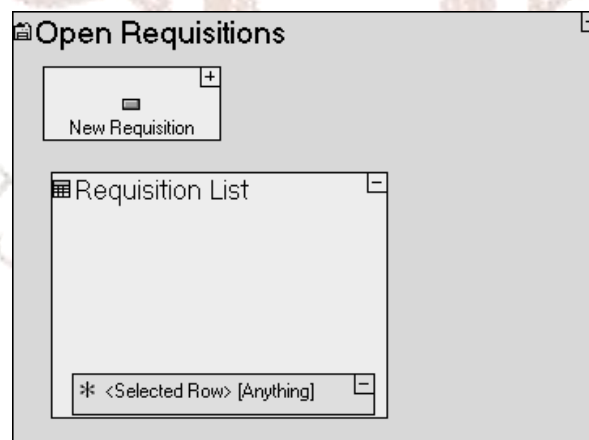 Open Requisitions
New Requisition
Requisition List
* <Selected Row> [Anything]